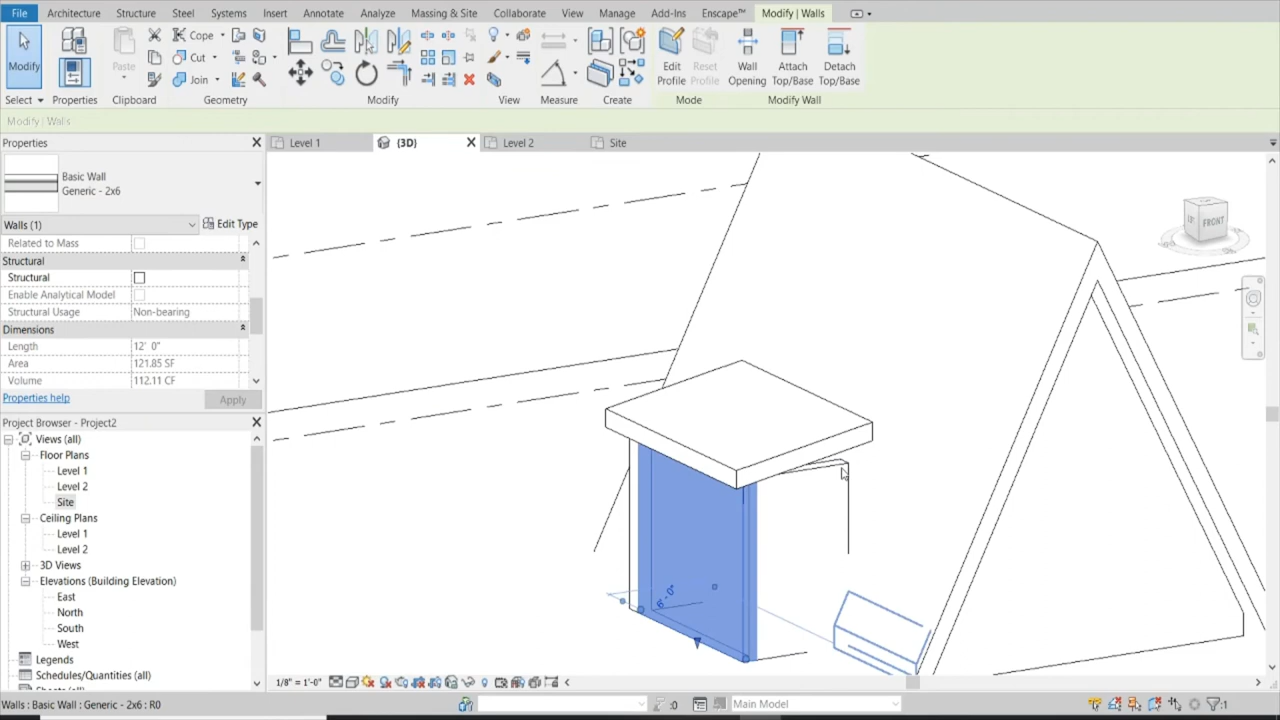 File Architecture Structure Steel Systems Insert Annotate Analyze Massing & Site Collaborate View Manage Add-Ins Enscape™ Modify | Walls
Modify Paste Cope Cut Join Edit Profile Reset Profile Wall Opening Attach Top/Base Detach Top/Base
Select Properties Clipboard Geometry Modify View Measure Create Mode Modify Wall
Modify | Walls
Properties
Level 1 {3D} Level 2 Site
Basic Wall
Generic - 2x6
Walls (1) Edit Type
Related to Mass
Structural
Structural
Enable Analytical Model
Structural Usage Non-bearing
Dimensions
Length 12' 0"
Area 121.85 SF
Volume 112.11 CF
Properties help Apply
FRONT
Project Browser - Project2
Views (all)
Floor Plans
Level 1
Level 2
Site
Ceiling Plans
Level 1
Level 2
3D Views
Elevations (Building Elevation)
East
North
South
West
Legends
Schedules/Quantities (all)
1/8" = 1'-0"
Walls : Basic Wall : Generic - 2x6 : R0 :0 Main Model :1